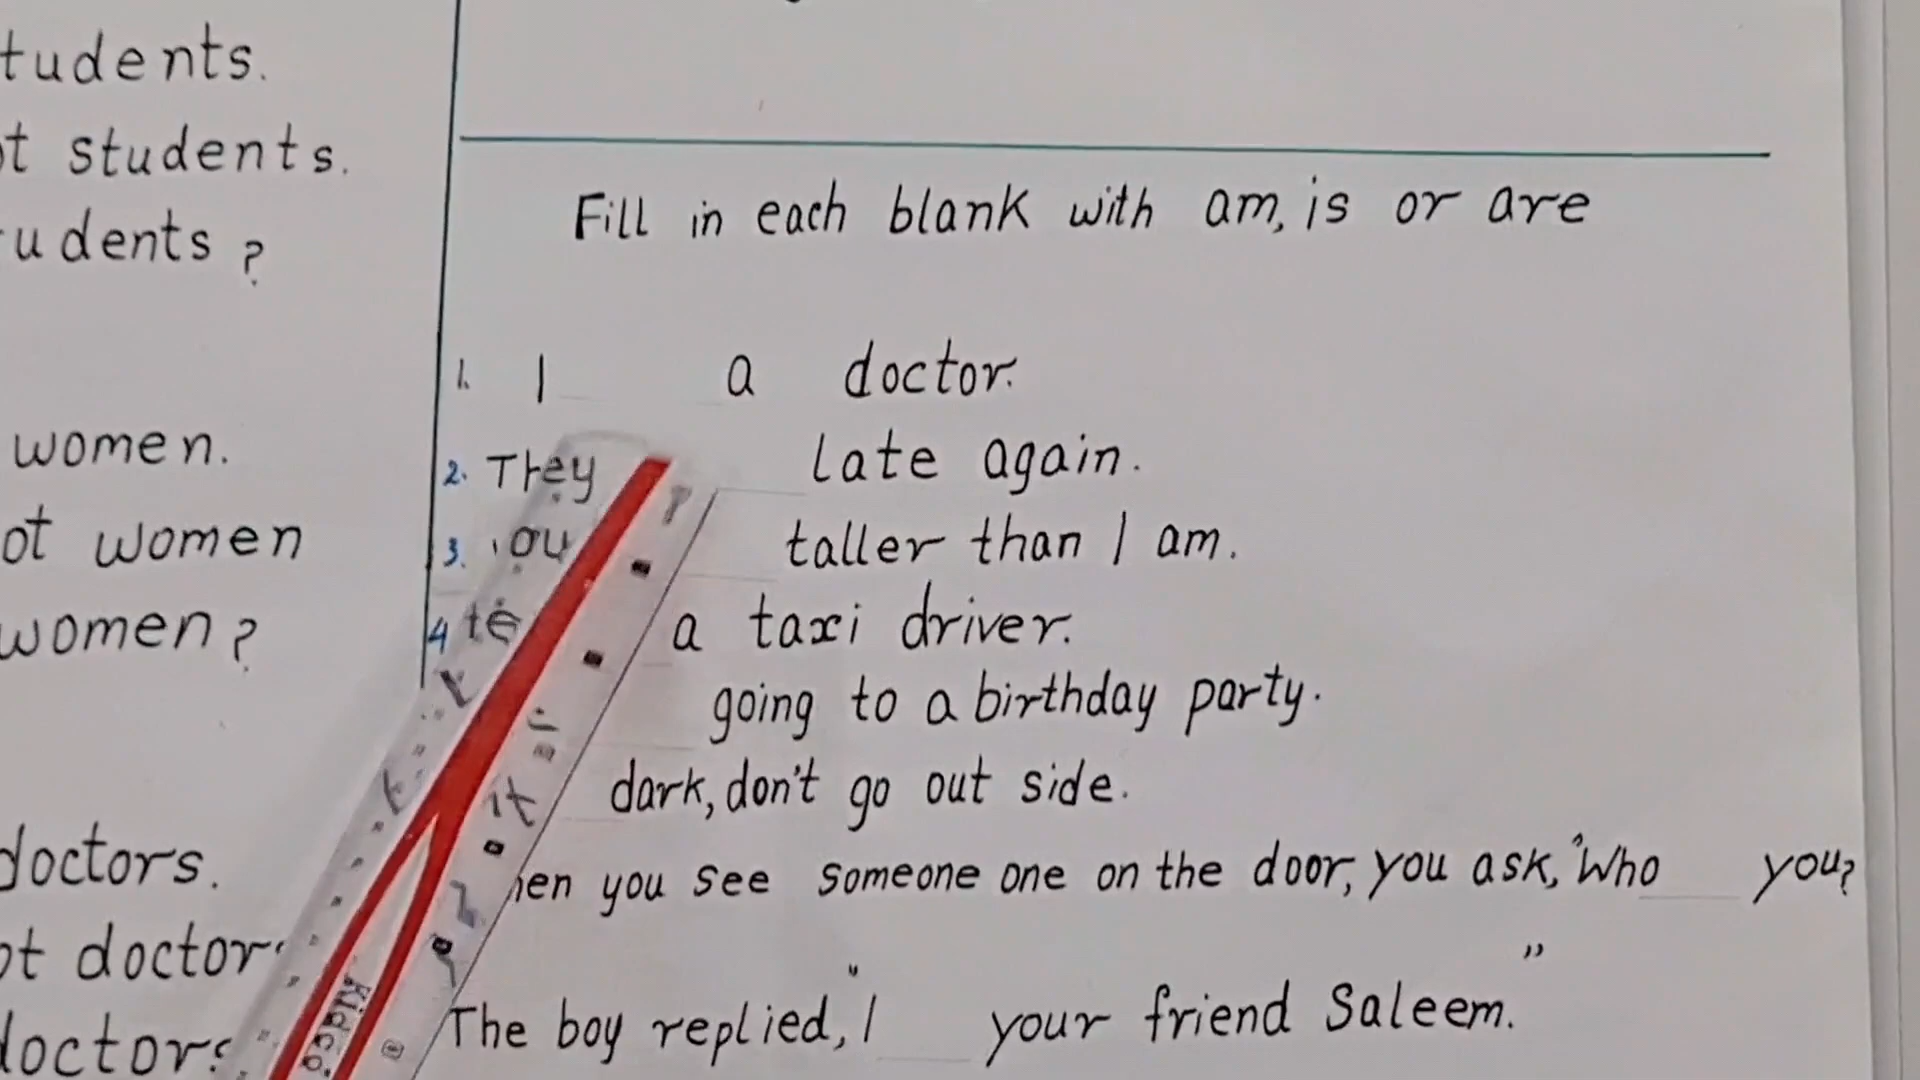 tudents.
t students.
udents ?
women.
ot women
women ?
doctors.
ot doctor
doctors
Fill in each blank with am, is or are
1. I a doctor.
2. They late again.
3. ou taller than I am.
4 a taxi driver.
going to a birthday party.
dark, don't go out side.
hen you see someone one on the door, you ask, "Who you?
"
The boy replied, "I your friend Saleem."